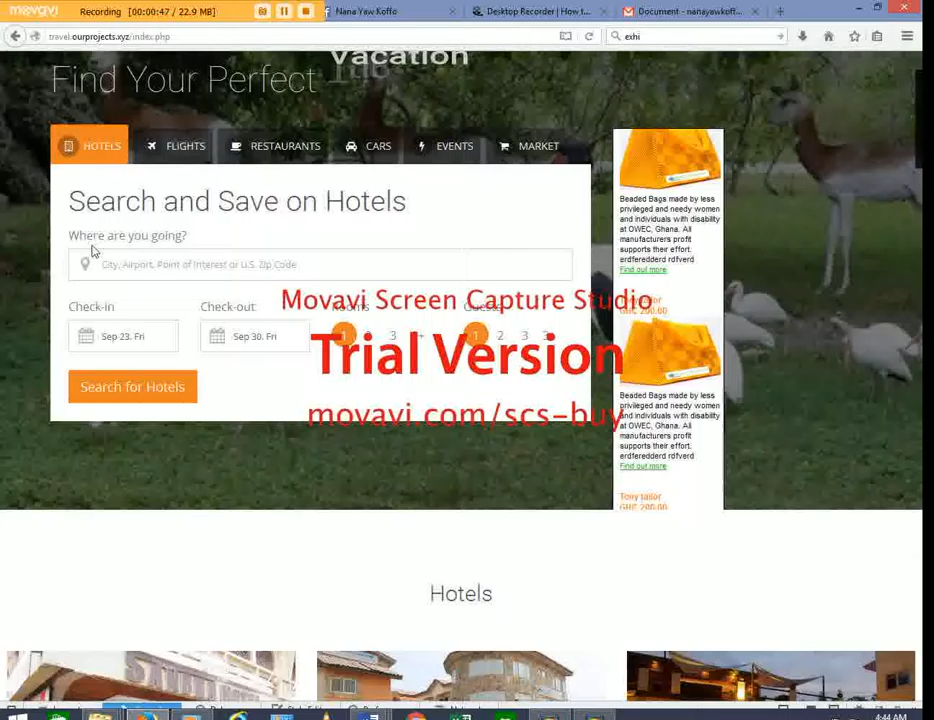 movavi Recording [00:00:47 / 22.9 MB]
Nana Yaw Koffo
Desktop Recorder | How t...
Document - nanayawkoff...
travel.ourprojects.xyz/index.php
exhi
vacation
Find Your Perfect
HOTELS FLIGHTS RESTAURANTS CARS EVENTS MARKET
Search and Save on Hotels
Where are you going?
City, Airport, Point of Interest or U.S. Zip Code
Check-in Check-out Rooms Guests
Sep 23. Fri Sep 30. Fri 1 2 3 + 1 2 3
Search for Hotels
Movavi Screen Capture Studio
Trial Version
movavi.com/scs-buy
Beaded Bags made by less
privileged and needy women
and individuals with disability
at OWEC, Ghana. All
manufacturers profit
supports their effort.
erdferedderd rdfverd
Find out more
Tony tailor
GHC 200.00
Beaded Bags made by less
privileged and needy women
and individuals with disability
at OWEC, Ghana. All
manufacturers profit
supports their effort.
erdferedderd rdfverd
Find out more
Tony tailor
GHC 200.00
Hotels
4:44 AM